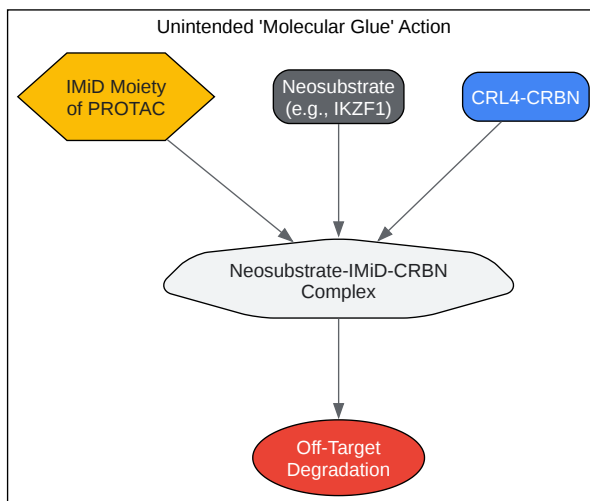 Unintended 'Molecular Glue' Action
IMiD Moiety
of PROTAC
Neosubstrate
(e.g., IKZF1)
CRL4-CRBN
Neosubstrate-IMiD-CRBN
Complex
Off-Target
Degradation